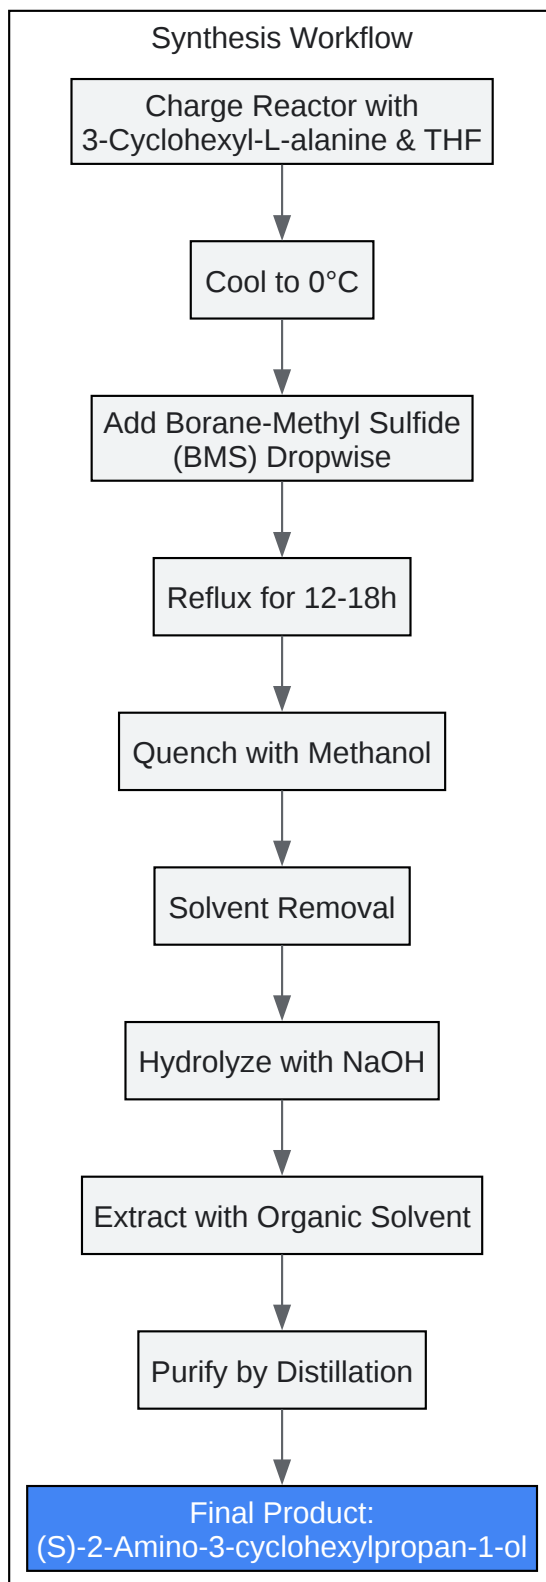 Synthesis Workflow
Charge Reactor with
3-Cyclohexyl-L-alanine & THF
Cool to 0°C
Add Borane-Methyl Sulfide
(BMS) Dropwise
Reflux for 12-18h
Quench with Methanol
Solvent Removal
Hydrolyze with NaOH
Extract with Organic Solvent
Purify by Distillation
Final Product:
(S)-2-Amino-3-cyclohexylpropan-1-ol